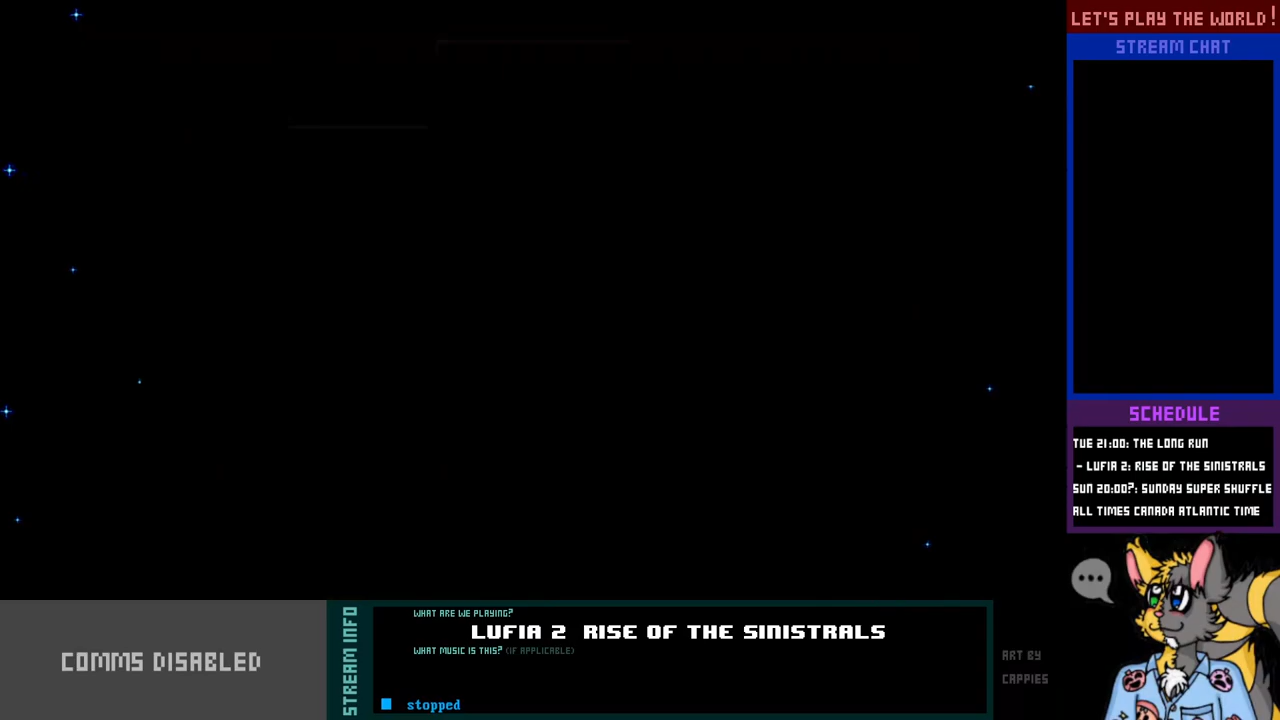 LET'S PLAY THE WORLD!
STREAM CHAT
SCHEDULE
TUE 21:00: THE LONG RUN
- LUFIA 2: RISE OF THE SINISTRALS
SUN 20:00?: SUNDAY SUPER SHUFFLE
ALL TIMES CANADA ATLANTIC TIME
...
COMMS DISABLED
STREAM INFO
WHAT ARE WE PLAYING?
LUFIA 2 RISE OF THE SINISTRALS
WHAT MUSIC IS THIS? (IF APPLICABLE)
stopped
ART BY
CAPPIES